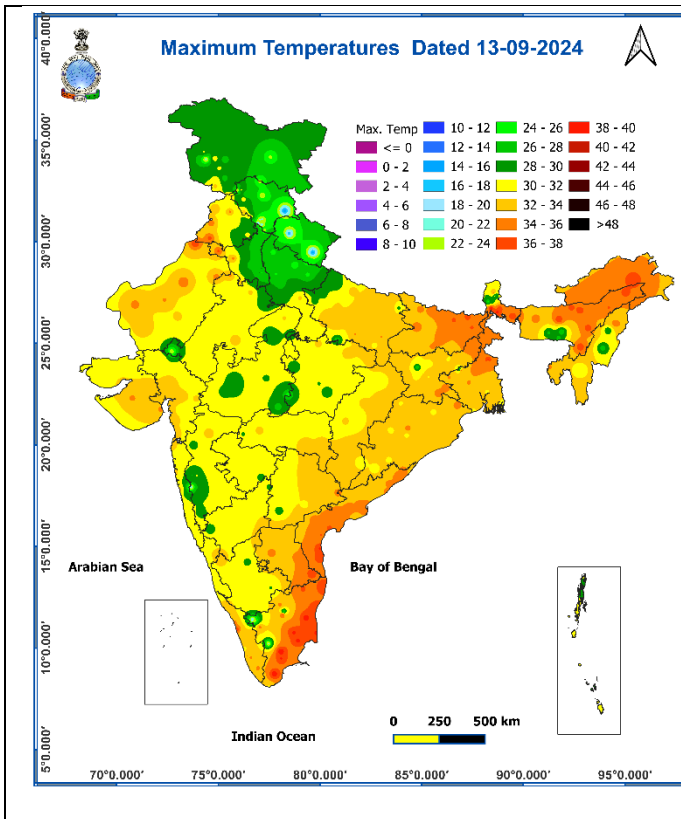 Maximum Temperatures Dated 13-09-2024
Max. Temp
<= 0
0 - 2
2 - 4
4 - 6
6 - 8
8 - 10
10 - 12
12 - 14
14 - 16
16 - 18
18 - 20
20 - 22
22 - 24
24 - 26
26 - 28
28 - 30
30 - 32
32 - 34
34 - 36
36 - 38
38 - 40
40 - 42
42 - 44
44 - 46
46 - 48
>48
40°0.000'
35°0.000'
30°0.000'
25°0.000'
20°0.000'
15°0.000'
10°0.000'
5°0.000'
Arabian Sea
Bay of Bengal
Indian Ocean
0 250 500 km
70°0.000' 75°0.000' 80°0.000' 85°0.000' 90°0.000' 95°0.000'